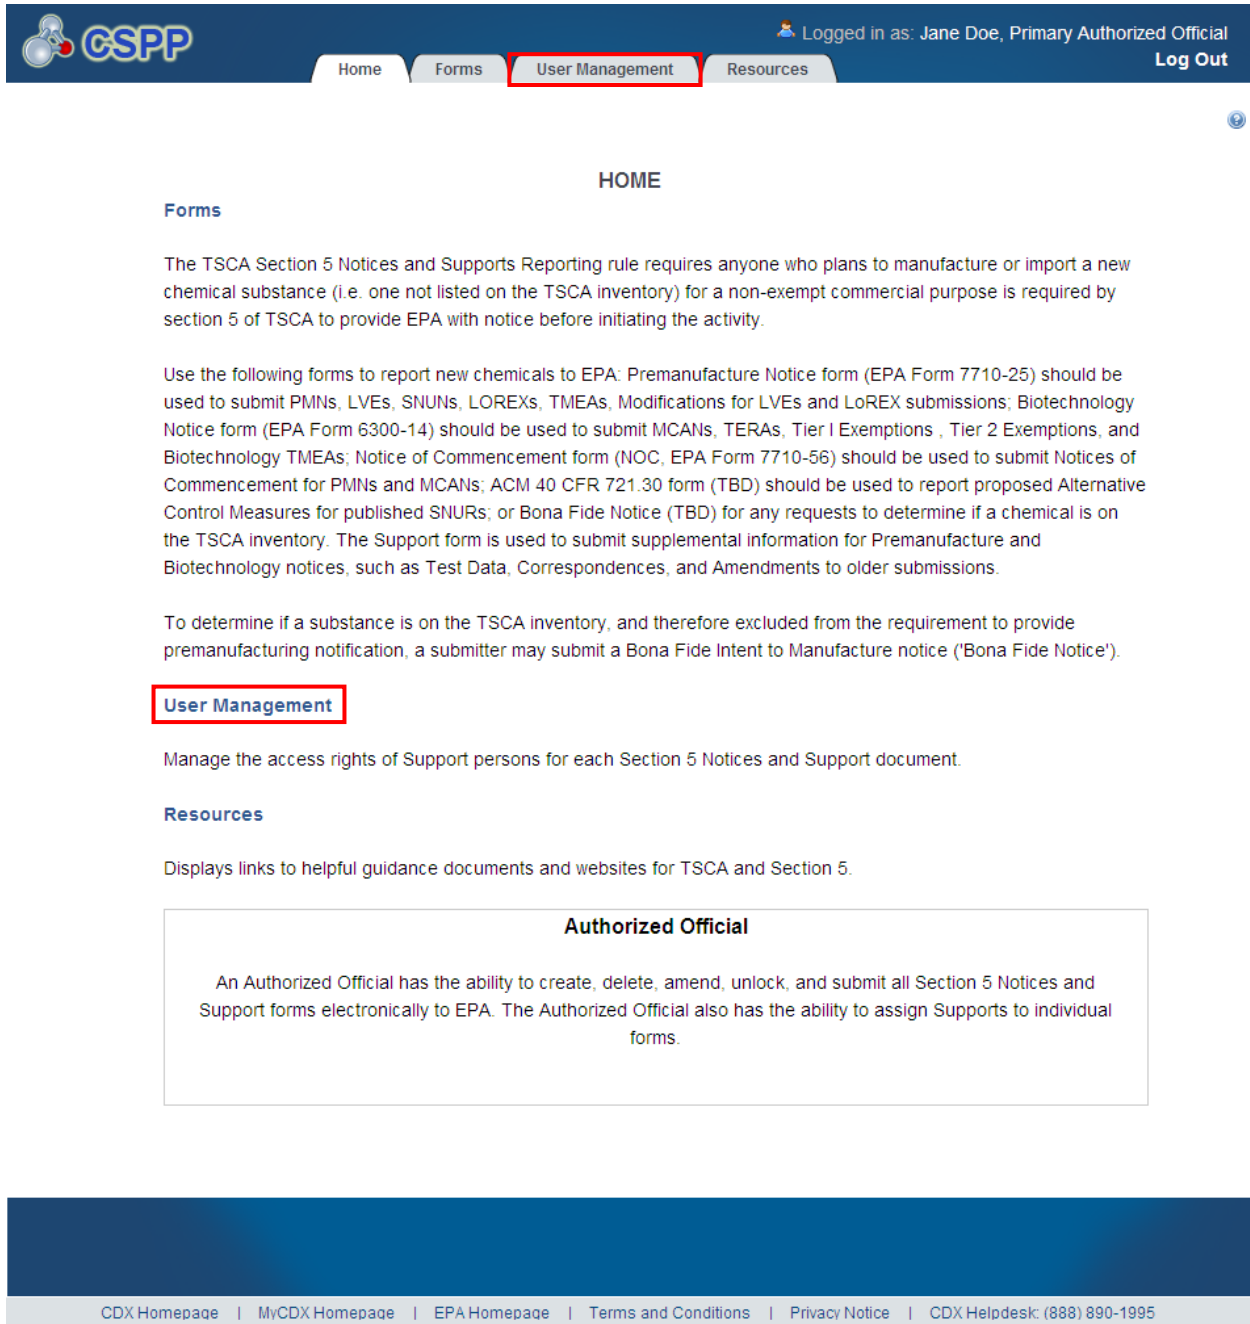 CSPP
Logged in as: Jane Doe, Primary Authorized Official
Log Out
Home Forms User Management Resources
HOME
Forms
The TSCA Section 5 Notices and Supports Reporting rule requires anyone who plans to manufacture or import a new
chemical substance (i.e. one not listed on the TSCA inventory) for a non-exempt commercial purpose is required by
section 5 of TSCA to provide EPA with notice before initiating the activity.
Use the following forms to report new chemicals to EPA: Premanufacture Notice form (EPA Form 7710-25) should be
used to submit PMNs, LVEs, SNUNs, LOREXs, TMEAs, Modifications for LVEs and LoREX submissions; Biotechnology
Notice form (EPA Form 6300-14) should be used to submit MCANs, TERAs, Tier I Exemptions , Tier 2 Exemptions, and
Biotechnology TMEAs; Notice of Commencement form (NOC, EPA Form 7710-56) should be used to submit Notices of
Commencement for PMNs and MCANs; ACM 40 CFR 721.30 form (TBD) should be used to report proposed Alternative
Control Measures for published SNURs; or Bona Fide Notice (TBD) for any requests to determine if a chemical is on
the TSCA inventory. The Support form is used to submit supplemental information for Premanufacture and
Biotechnology notices, such as Test Data, Correspondences, and Amendments to older submissions.
To determine if a substance is on the TSCA inventory, and therefore excluded from the requirement to provide
premanufacturing notification, a submitter may submit a Bona Fide Intent to Manufacture notice ('Bona Fide Notice').
User Management
Manage the access rights of Support persons for each Section 5 Notices and Support document.
Resources
Displays links to helpful guidance documents and websites for TSCA and Section 5.
Authorized Official
An Authorized Official has the ability to create, delete, amend, unlock, and submit all Section 5 Notices and
Support forms electronically to EPA. The Authorized Official also has the ability to assign Supports to individual
forms.
CDX Homepage | MyCDX Homepage | EPA Homepage | Terms and Conditions | Privacy Notice | CDX Helpdesk: (888) 890-1995